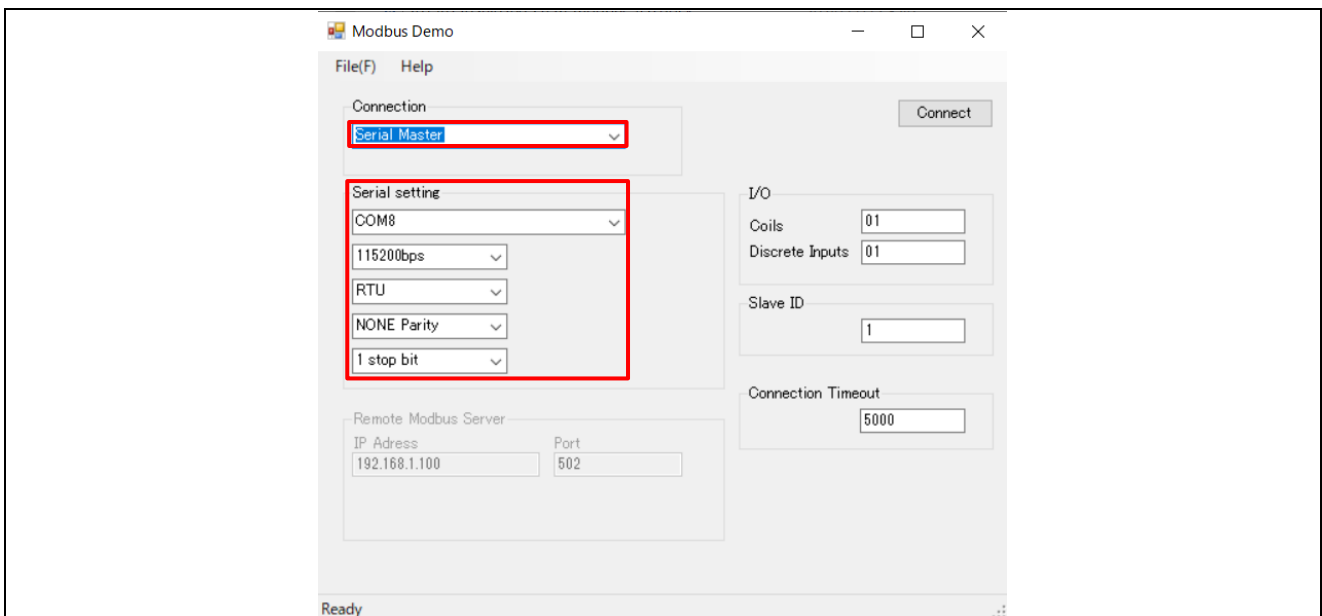 Modbus Demo
File(F) Help
Connection
Connect
Serial Master
Serial setting
COM8
115200bps
RTU
NONE Parity
1 stop bit
I/O
Coils 01
Discrete Inputs 01
Slave ID
1
Connection Timeout
5000
Remote Modbus Server
IP Adress Port
192.168.1.100 502
Ready